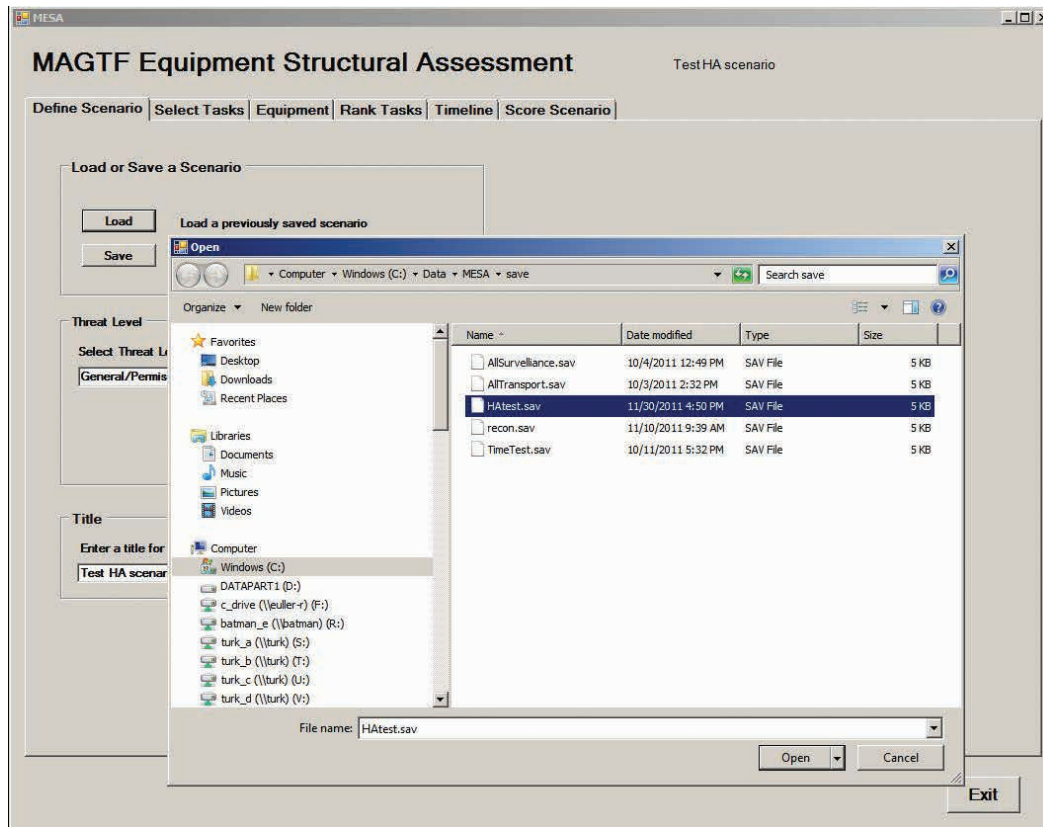 MESA
MAGTF Equipment Structural Assessment
Test HA scenario
Define Scenario Select Tasks Equipment Rank Tasks Timeline Score Scenario
Load or Save a Scenario
Load Load a previously saved scenario
Save
Open
Computer Windows (C:) Data MESA save Search save
Organize New folder
Threat Level
Select Threat
General/Permis
Title
Enter a title for
Test HA scenar
Favorites
Desktop
Downloads
Recent Places
Libraries
Documents
Music
Pictures
Videos
Computer
Windows (C:)
DATAPART1 (D:)
c_drive (\\euller-r) (F:)
batman_e (\\batman) (R:)
turk_a (\\turk) (S:)
turk_b (\\turk) (T:)
turk_c (\\turk) (U:)
turk_d (\\turk) (V:)
Name Date modified Type Size
AllSurvelliance.sav 10/4/2011 12:49 PM SAV File 5 KB
AllTransport.sav 10/3/2011 2:32 PM SAV File 5 KB
HAtest.sav 11/30/2011 4:50 PM SAV File 5 KB
recon.sav 11/10/2011 9:39 AM SAV File 5 KB
TimeTest.sav 10/11/2011 5:32 PM SAV File 5 KB
File name: HAtest.sav
Open Cancel
Exit